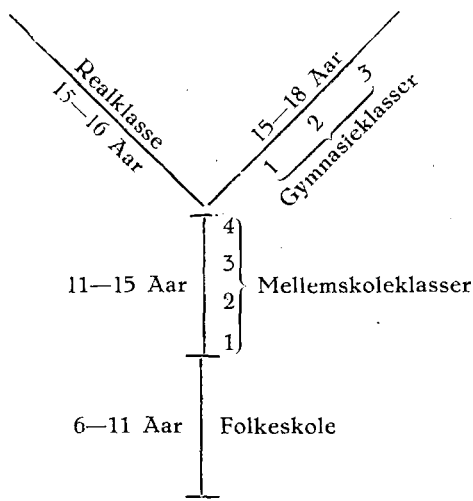 Realklasse
15—16 Aar
15—18 Aar
1 2 3
Gymnasieklasser
4
3
11—15 Aar
Mellemskoleklasser
2
1
6—11 Aar
Folkeskole